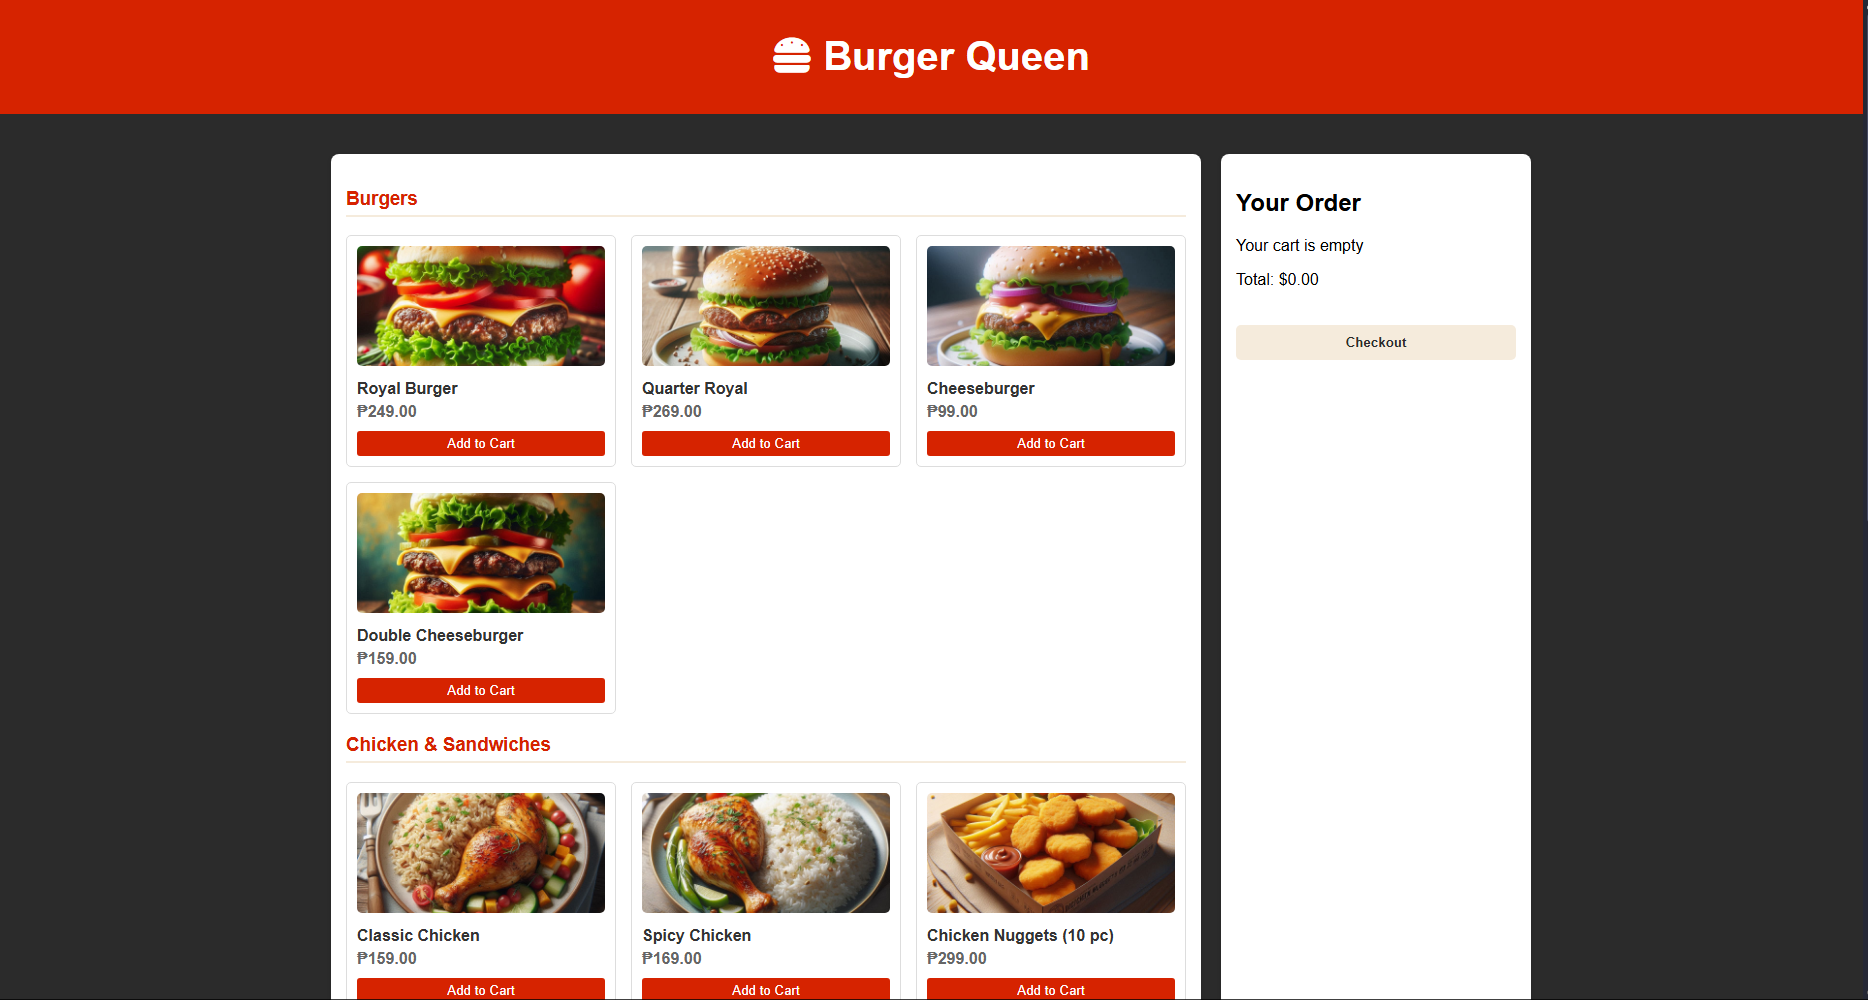 Burger Queen
Burgers
Royal Burger
₱249.00
Add to Cart
Quarter Royal
₱269.00
Add to Cart
Cheeseburger
₱99.00
Add to Cart
Double Cheeseburger
₱159.00
Add to Cart
Chicken & Sandwiches
Classic Chicken
₱159.00
Add to Cart
Spicy Chicken
₱169.00
Add to Cart
Chicken Nuggets (10 pc)
₱299.00
Add to Cart
Your Order
Your cart is empty
Total: $0.00
Checkout